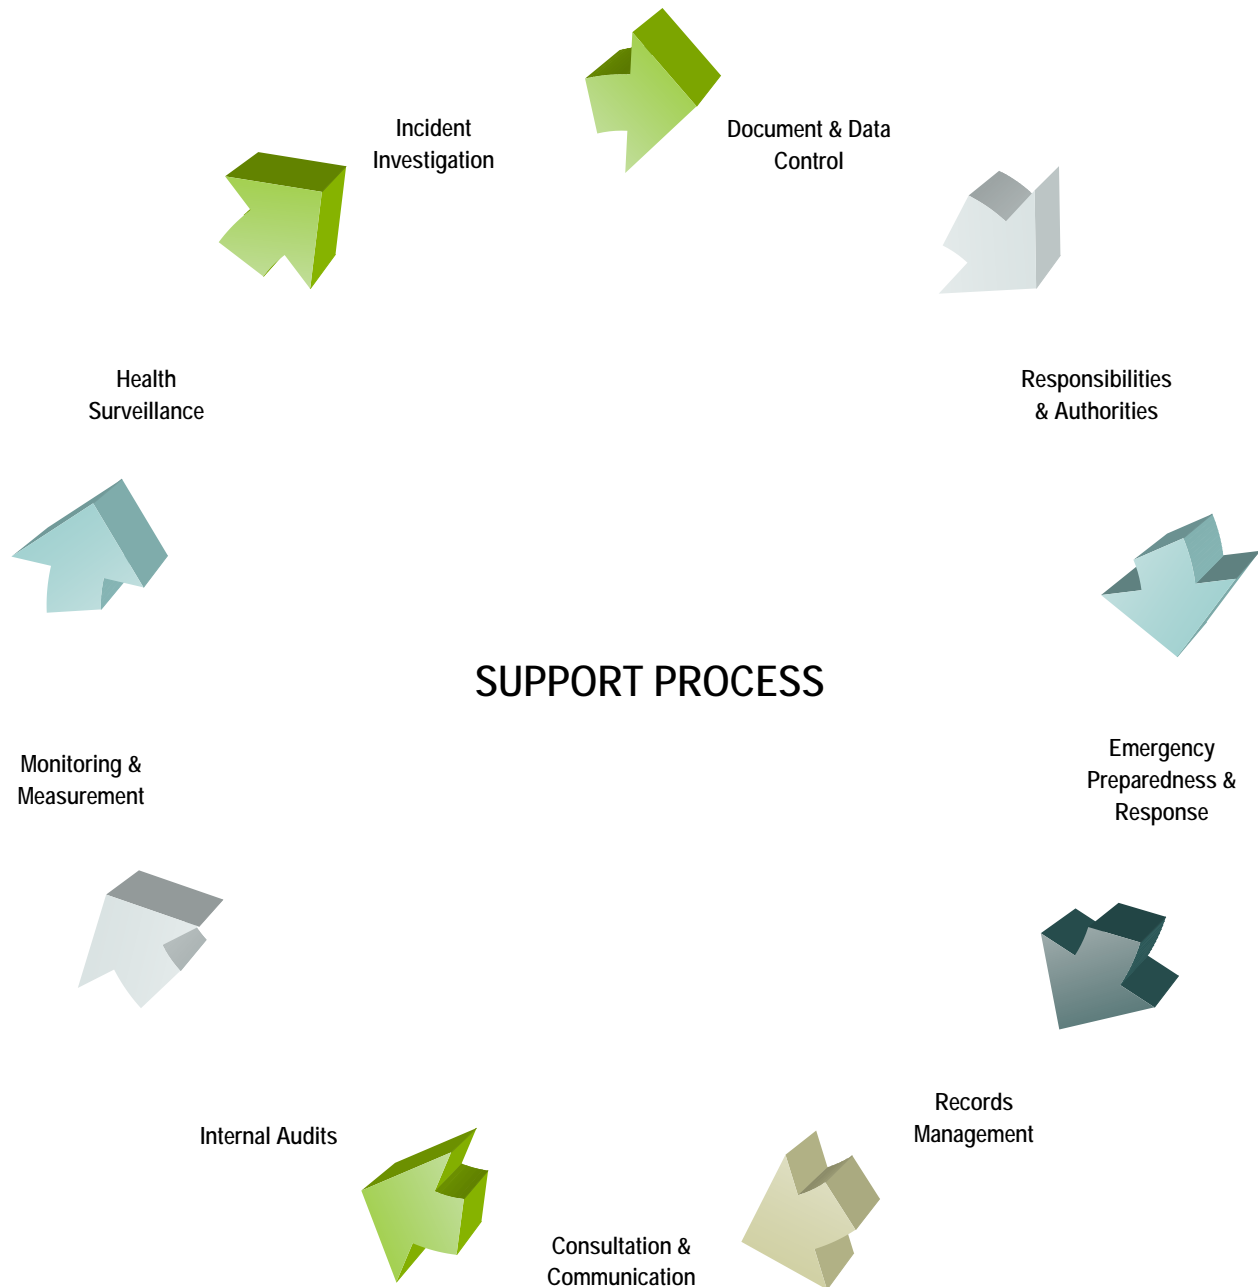 Incident
Investigation
Document & Data
Control
Health
Surveillance
Responsibilities
& Authorities
SUPPORT PROCESS
Monitoring &
Measurement
Emergency
Preparedness &
Response
Records
Management
Internal Audits
Consultation &
Communication